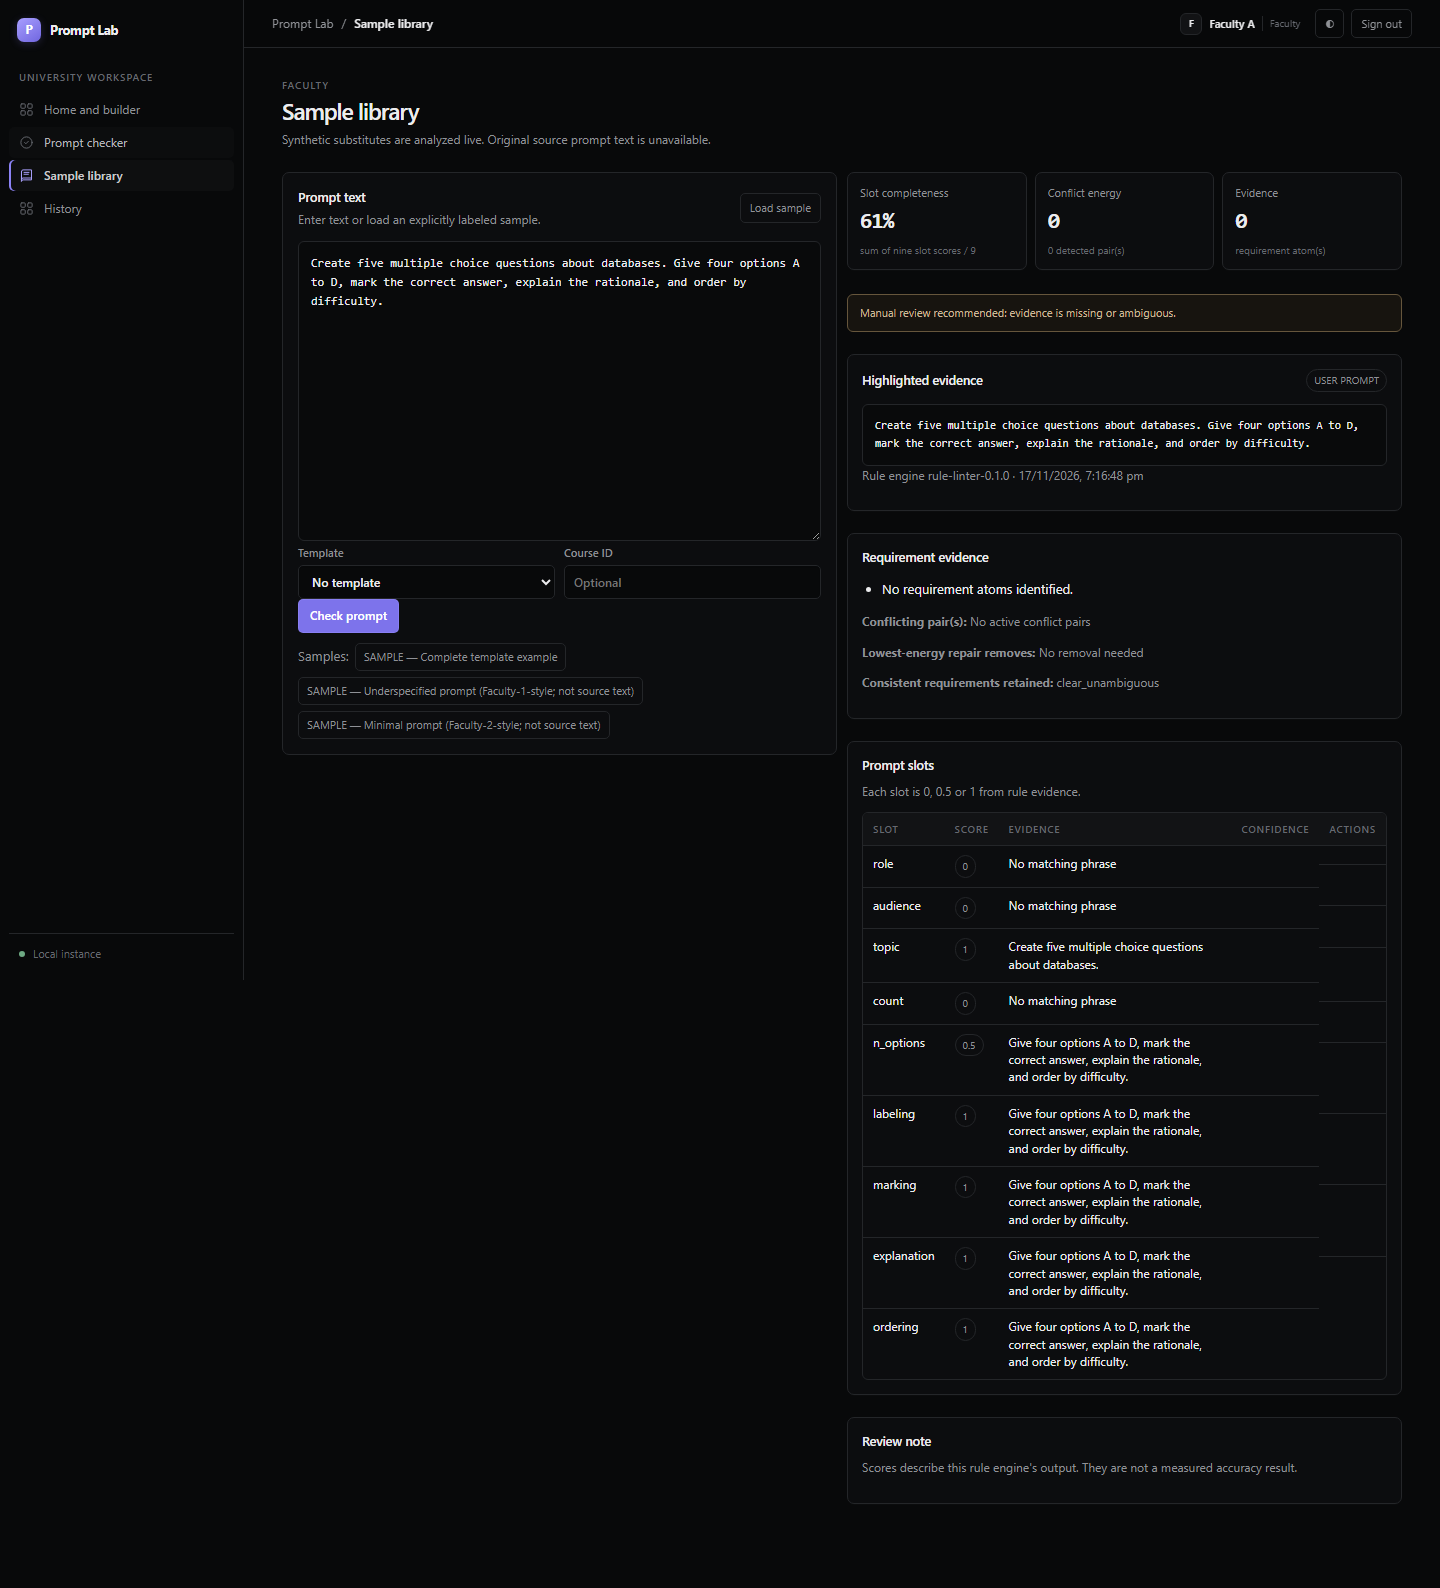 P Prompt Lab
UNIVERSITY WORKSPACE
Home and builder
Prompt checker
Sample library
History
Local instance
Prompt Lab / Sample library
F Faculty A Faculty Sign out
FACULTY
Sample library
Synthetic substitutes are analyzed live. Original source prompt text is unavailable.
Prompt text
Enter text or load an explicitly labeled sample.
Load sample
Create five multiple choice questions about databases. Give four options A
to D, mark the correct answer, explain the rationale, and order by
difficulty.
Template Course ID
No template Optional
Check prompt
Samples: SAMPLE — Complete template example
SAMPLE — Underspecified prompt (Faculty-1-style; not source text)
SAMPLE — Minimal prompt (Faculty-2-style; not source text)
Slot completeness
61%
sum of nine slot scores / 9
Conflict energy
0
0 detected pair(s)
Evidence
0
requirement atom(s)
Manual review recommended: evidence is missing or ambiguous.
Highlighted evidence USER PROMPT
Create five multiple choice questions about databases. Give four options A to D,
mark the correct answer, explain the rationale, and order by difficulty.
Rule engine rule-linter-0.1.0 · 17/11/2026, 7:16:48 pm
Requirement evidence
• No requirement atoms identified.
Conflicting pair(s): No active conflict pairs
Lowest-energy repair removes: No removal needed
Consistent requirements retained: clear_unambiguous
Prompt slots
Each slot is 0, 0.5 or 1 from rule evidence.
SLOT SCORE EVIDENCE CONFIDENCE ACTIONS
role 0 No matching phrase
audience 0 No matching phrase
topic 1 Create five multiple choice questions
about databases.
count 0 No matching phrase
n_options 0.5 Give four options A to D, mark the
correct answer, explain the rationale,
and order by difficulty.
labeling 1 Give four options A to D, mark the
correct answer, explain the rationale,
and order by difficulty.
marking 1 Give four options A to D, mark the
correct answer, explain the rationale,
and order by difficulty.
explanation 1 Give four options A to D, mark the
correct answer, explain the rationale,
and order by difficulty.
ordering 1 Give four options A to D, mark the
correct answer, explain the rationale,
and order by difficulty.
Review note
Scores describe this rule engine's output. They are not a measured accuracy result.